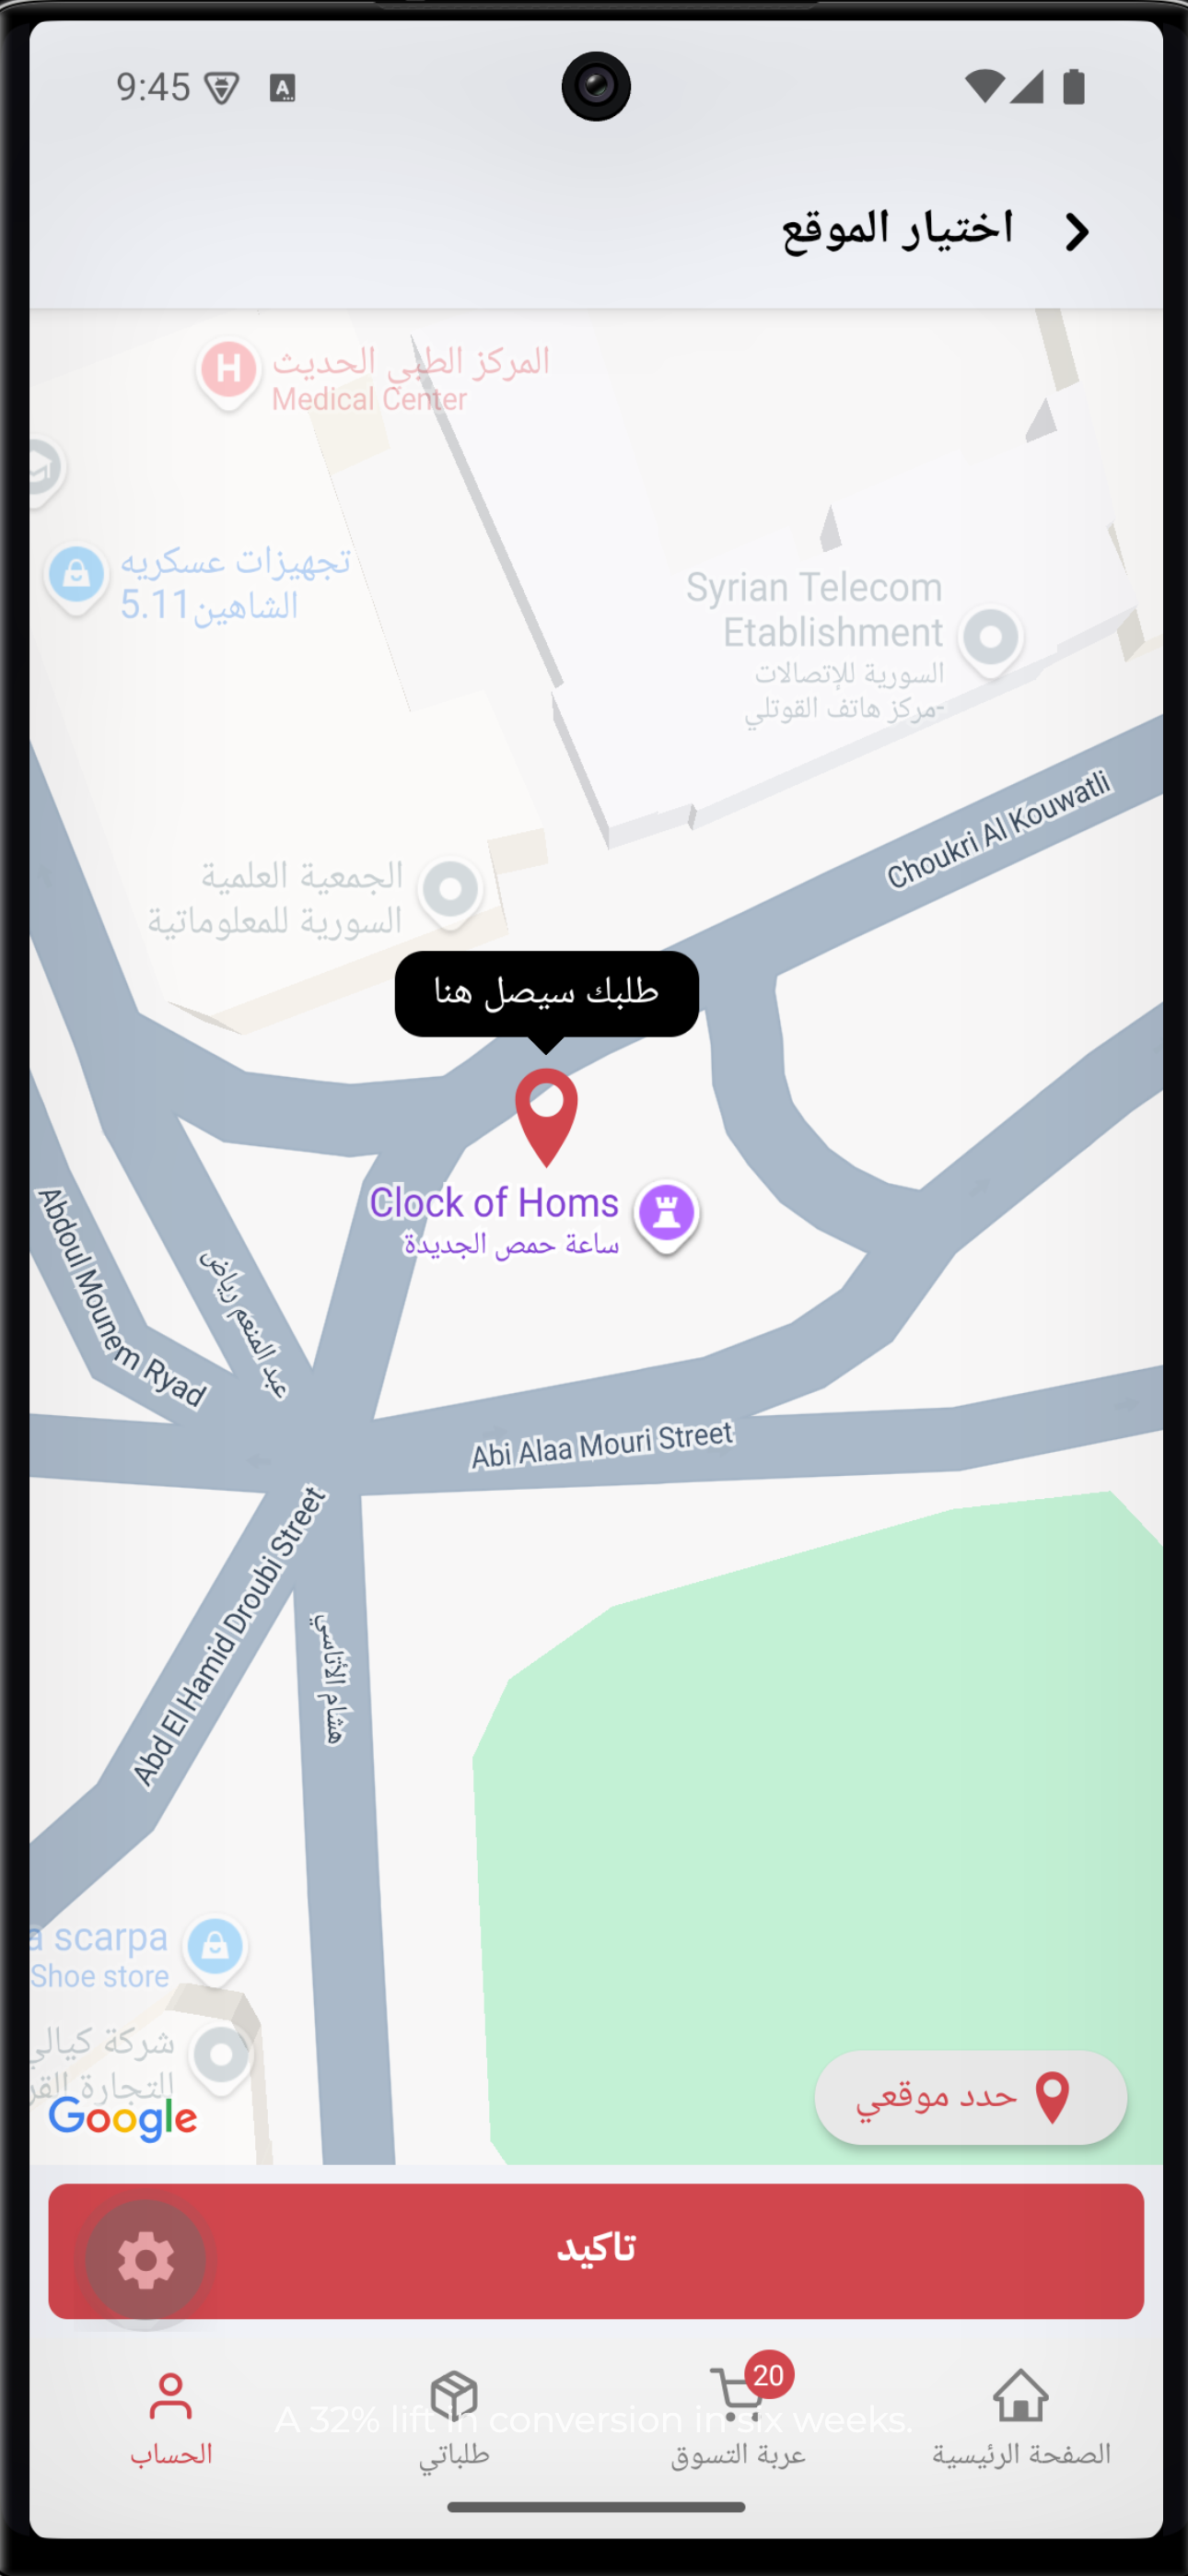 9:45
A
اختيار الموقع
H
المركز الطبي الحديث
Medical Center
تجهيزات عسكريه
الشاهين5.11
Syrian Telecom
Etablishment
السورية للإتصالات
-مركز هاتف القوتلي
Choukri Al Kouwatli
الجمعية العلمية
السورية للمعلوماتية
طلبك سيصل هنا
Clock of Homs
ساعة حمص الجديدة
Abdoul Mounem Ryad
عبد المنعم رياض
Abi Alaa Mouri Street
Abd El Hamid Droubi Street
هشام الأتاسي
a scarpa
Shoe store
شركة كيالي
التجارة القر
Google
حدد موقعي
تاكيد
20
A 32% lift in conversion in six weeks.
الصفحة الرئيسية
عربة التسوق
طلباتي
الحساب